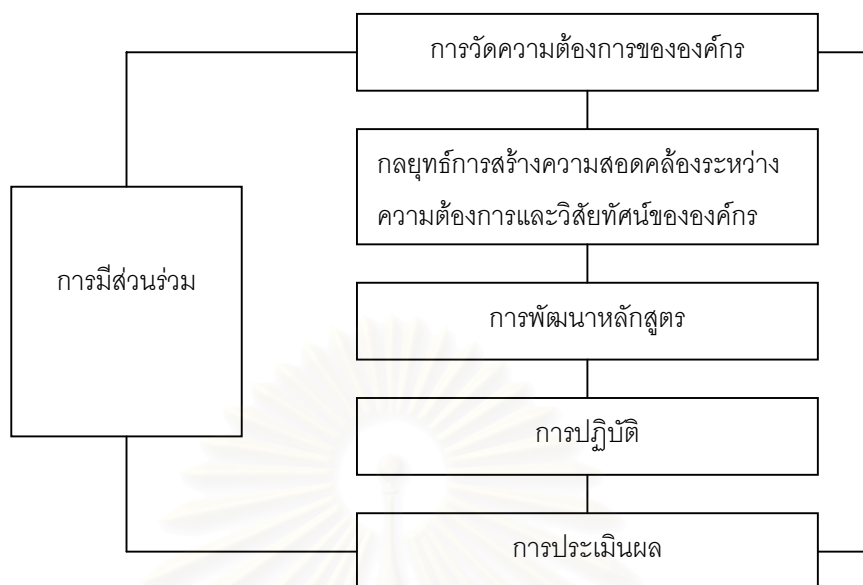 การวัดความต้องการขององค์กร
กลยุทธ์การสร้างความสอดคล้องระหว่าง
ความต้องการและวิสัยทัศน์ขององค์กร
การมีส่วนร่วม
การพัฒนาหลักสูตร
การปฏิบัติ
การประเมินผล